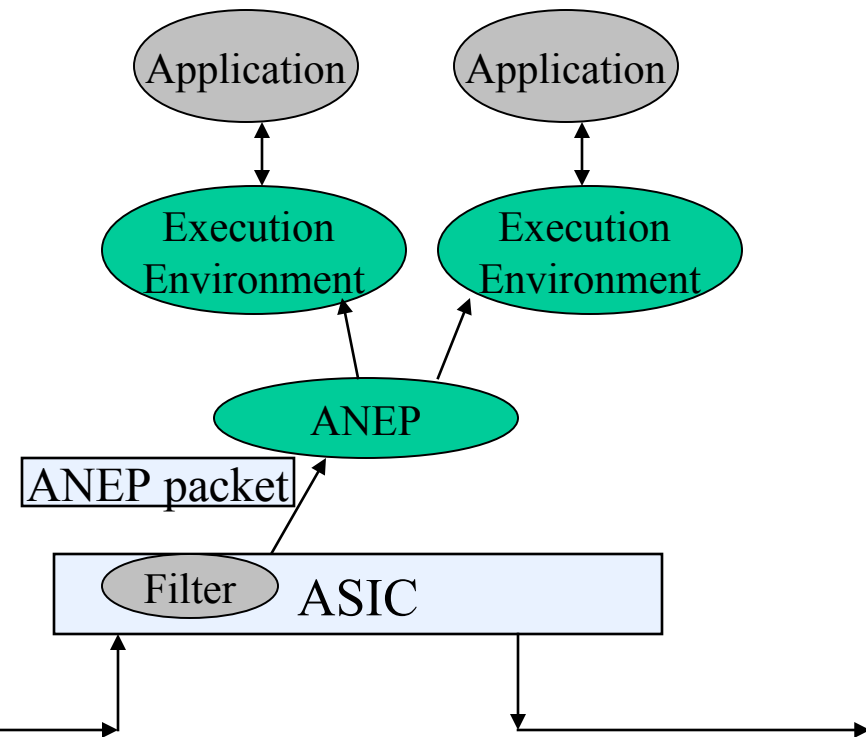 Application
Application
Execution
Environment
Execution
Environment
ANEP
ANEP packet
Filter
ASIC